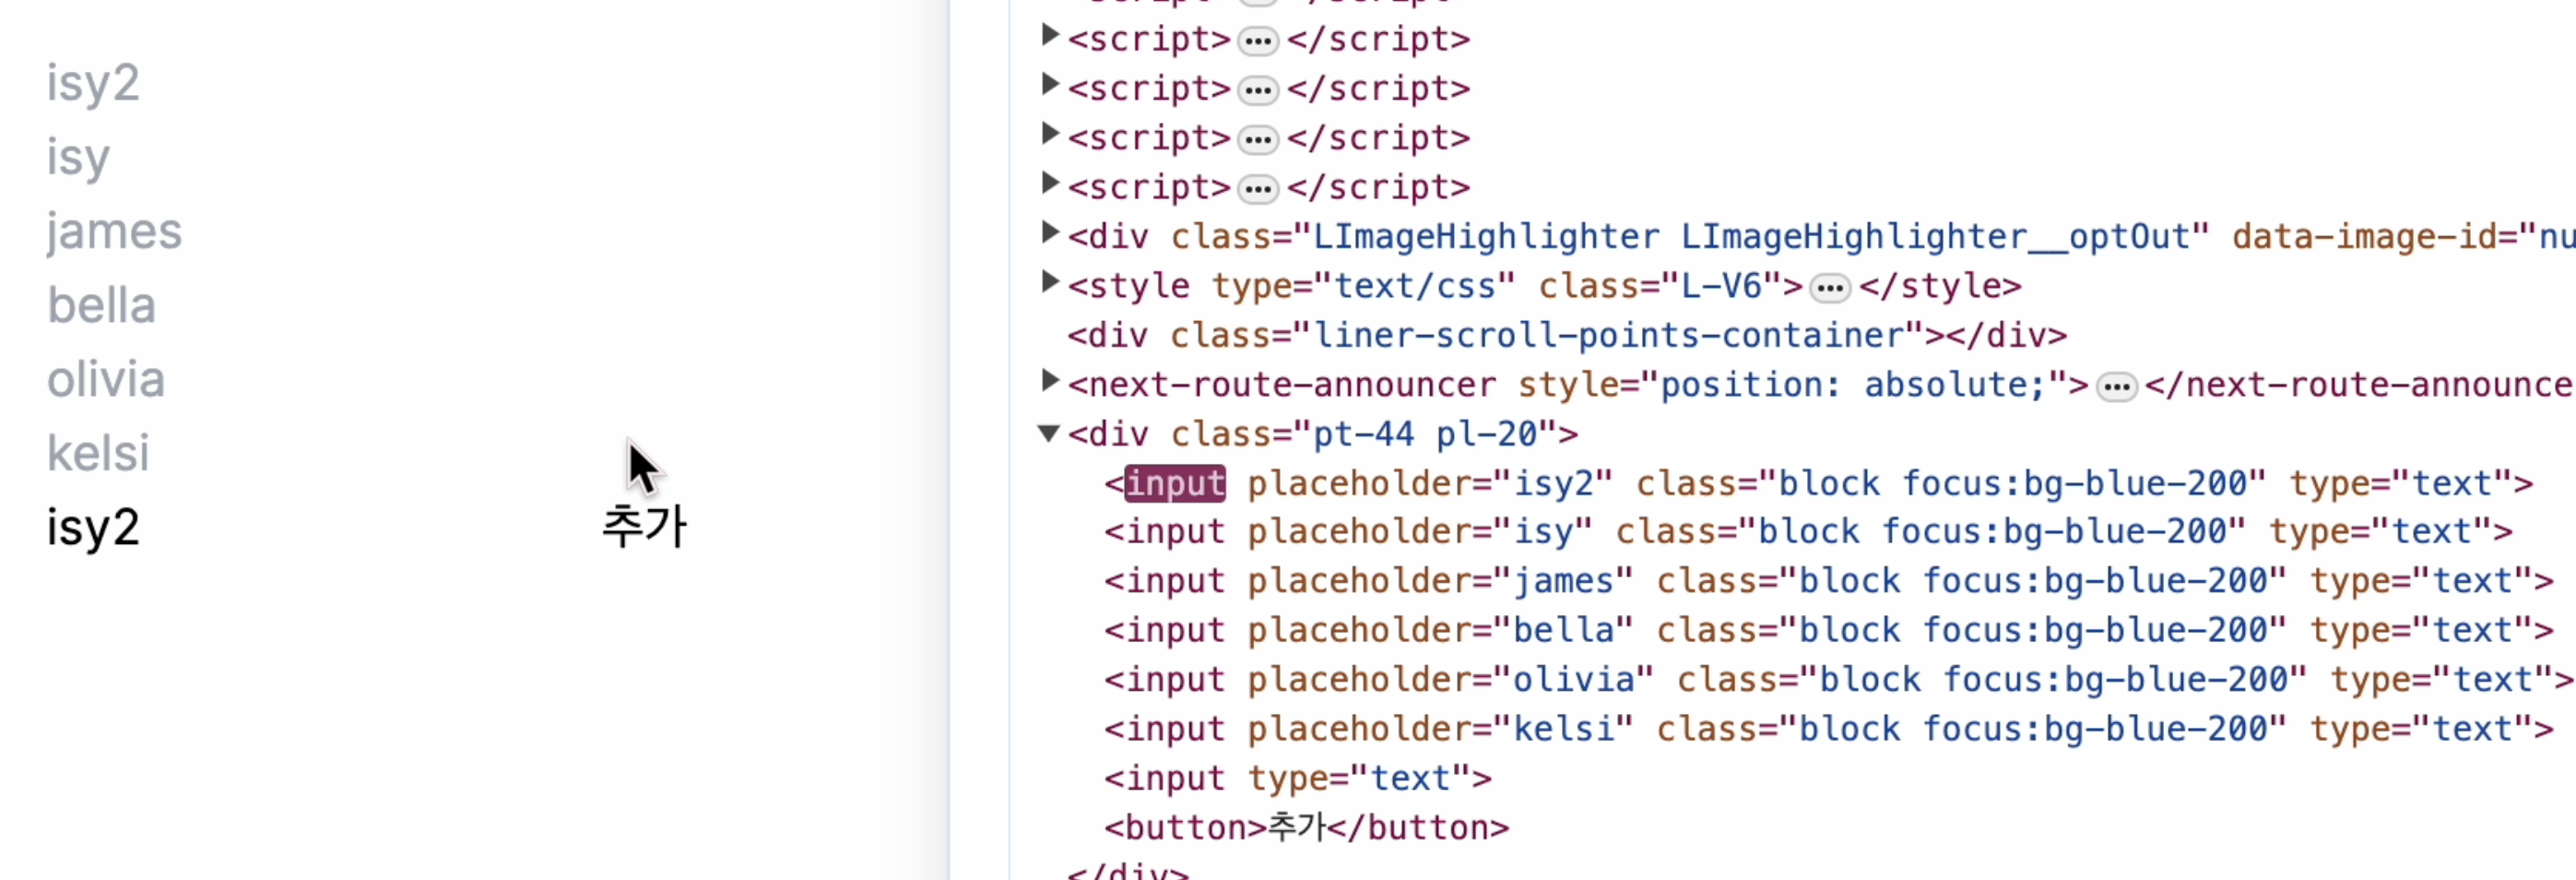 isy2
isy
james
bella
olivia
kelsi
isy2 추가
<script>…</script>
<script>…</script>
<script>…</script>
<script>…</script>
<div class="LImageHighlighter LImageHighlighter__optOut" data-image-id="nu
<style type="text/css" class="L-V6">…</style>
<div class="liner-scroll-points-container"></div>
<next-route-announcer style="position: absolute;">…</next-route-announce
<div class="pt-44 pl-20">
<input placeholder="isy2" class="block focus:bg-blue-200" type="text">
<input placeholder="isy" class="block focus:bg-blue-200" type="text">
<input placeholder="james" class="block focus:bg-blue-200" type="text">
<input placeholder="bella" class="block focus:bg-blue-200" type="text">
<input placeholder="olivia" class="block focus:bg-blue-200" type="text">
<input placeholder="kelsi" class="block focus:bg-blue-200" type="text">
<input type="text">
<button>추가</button>
</div>